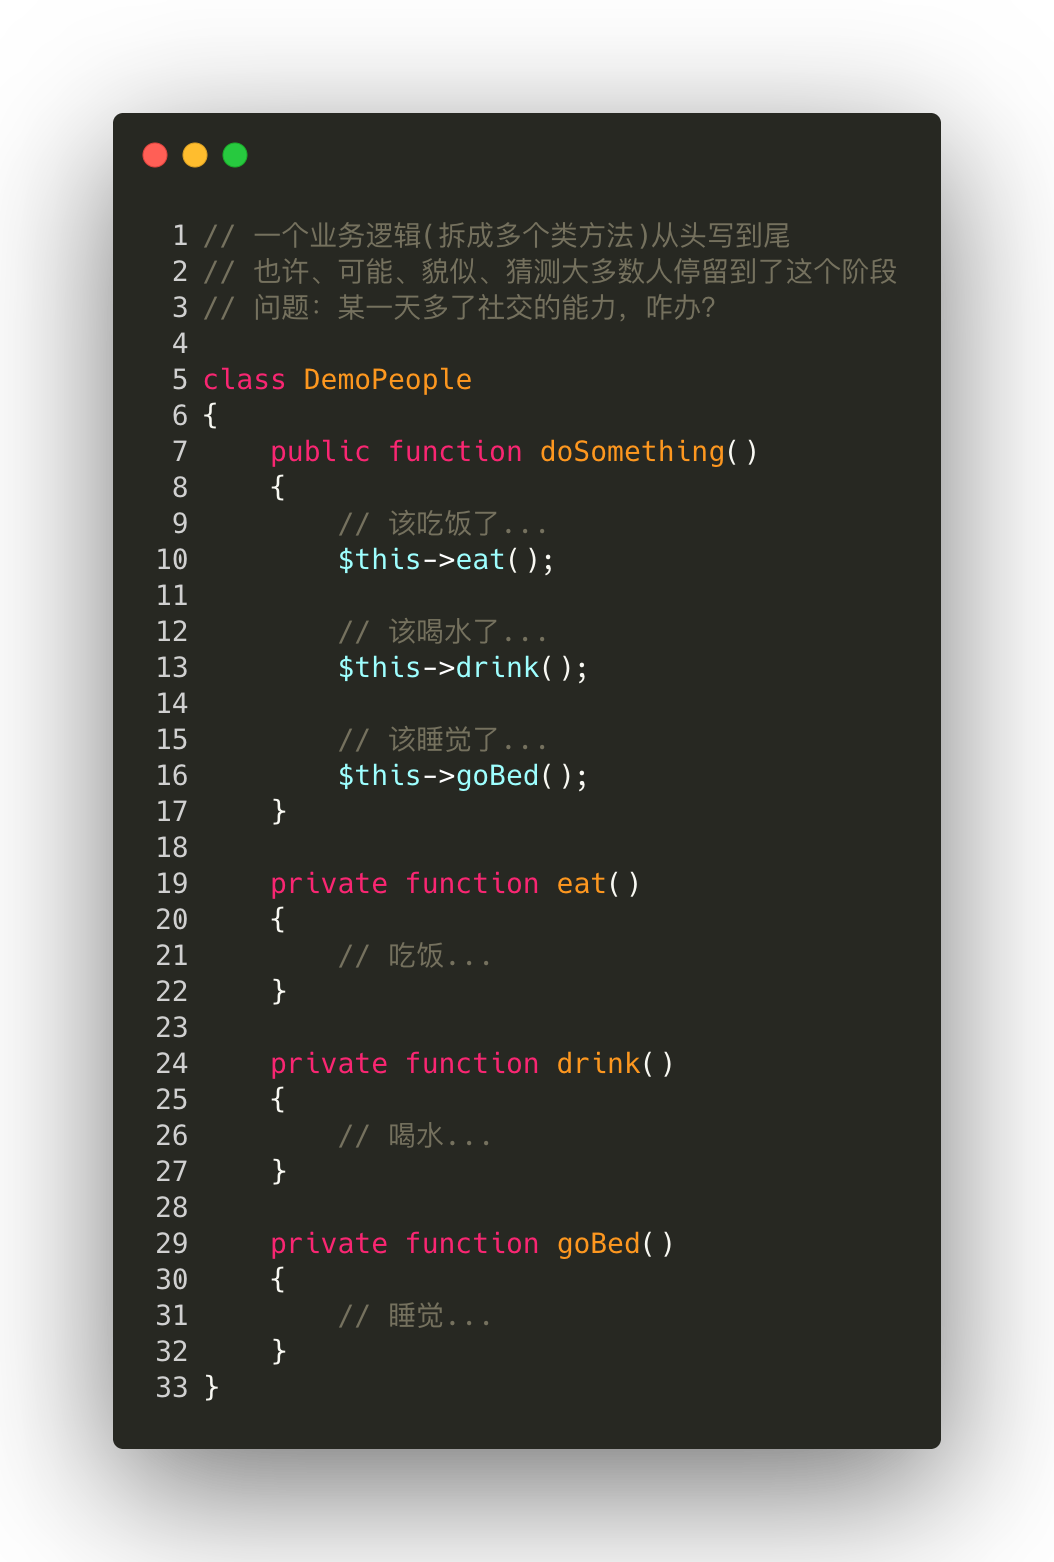 1 // 一个业务逻辑(拆成多个类方法)从头写到尾
2 // 也许、可能、貌似、猜测大多数人停留到了这个阶段
3 // 问题：某一天多了社交的能力，咋办？
4
5 class DemoPeople
6 {
7     public function doSomething()
8     {
9         // 该吃饭了...
10         $this->eat();
11
12         // 该喝水了...
13         $this->drink();
14
15         // 该睡觉了...
16         $this->goBed();
17     }
18
19     private function eat()
20     {
21         // 吃饭...
22     }
23
24     private function drink()
25     {
26         // 喝水...
27     }
28
29     private function goBed()
30     {
31         // 睡觉...
32     }
33 }